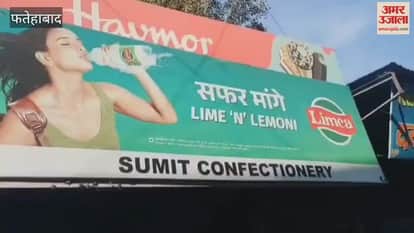 फतेहाबाद
अमर उजाला
Havmor
सफर मांगे
LIME 'N' LEMONI
Limca
SUMIT CONFECTIONERY